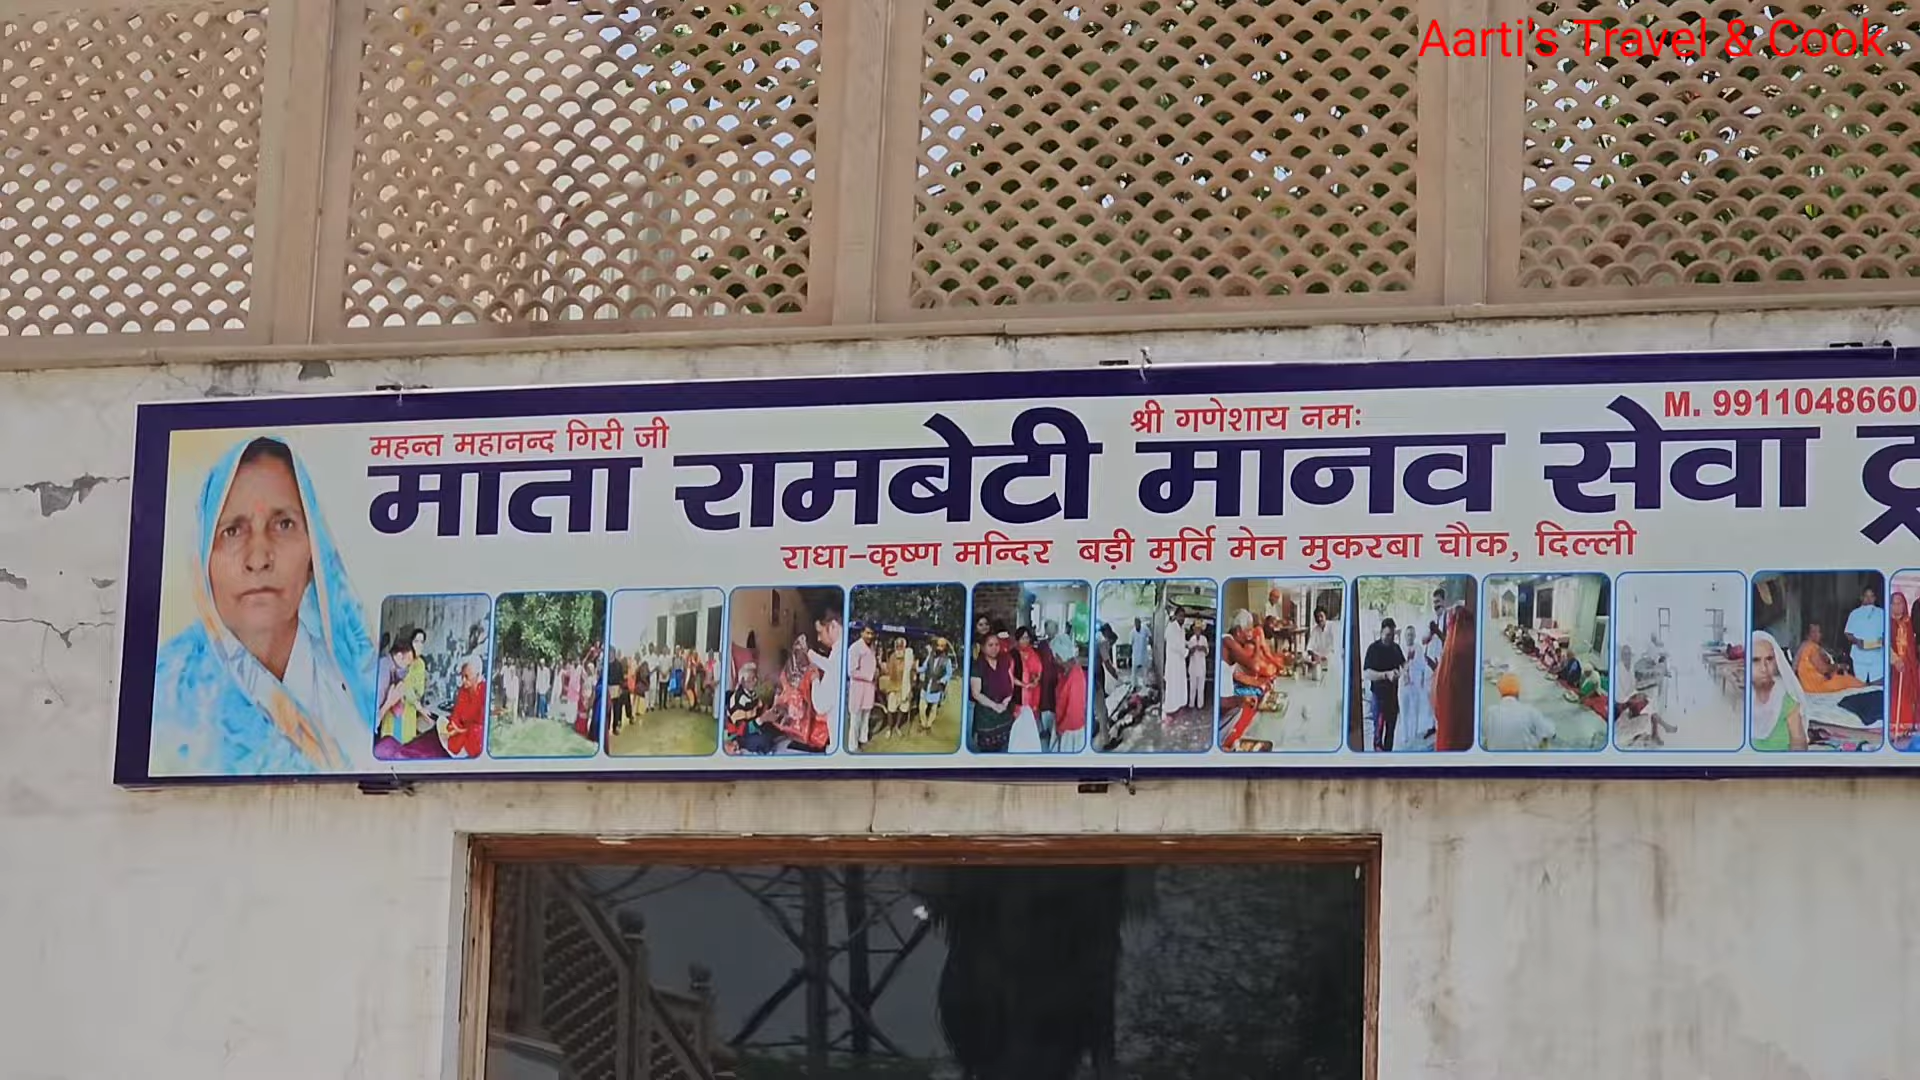 Aarti's Travel & Cook
महन्त महानन्द गिरी जी
श्री गणेशाय नमः
M. 9911048660
माता रामबेटी मानव सेवा ट्र
राधा-कृष्ण मन्दिर बड़ी मुर्ति मेन मुकरबा चौक, दिल्ली